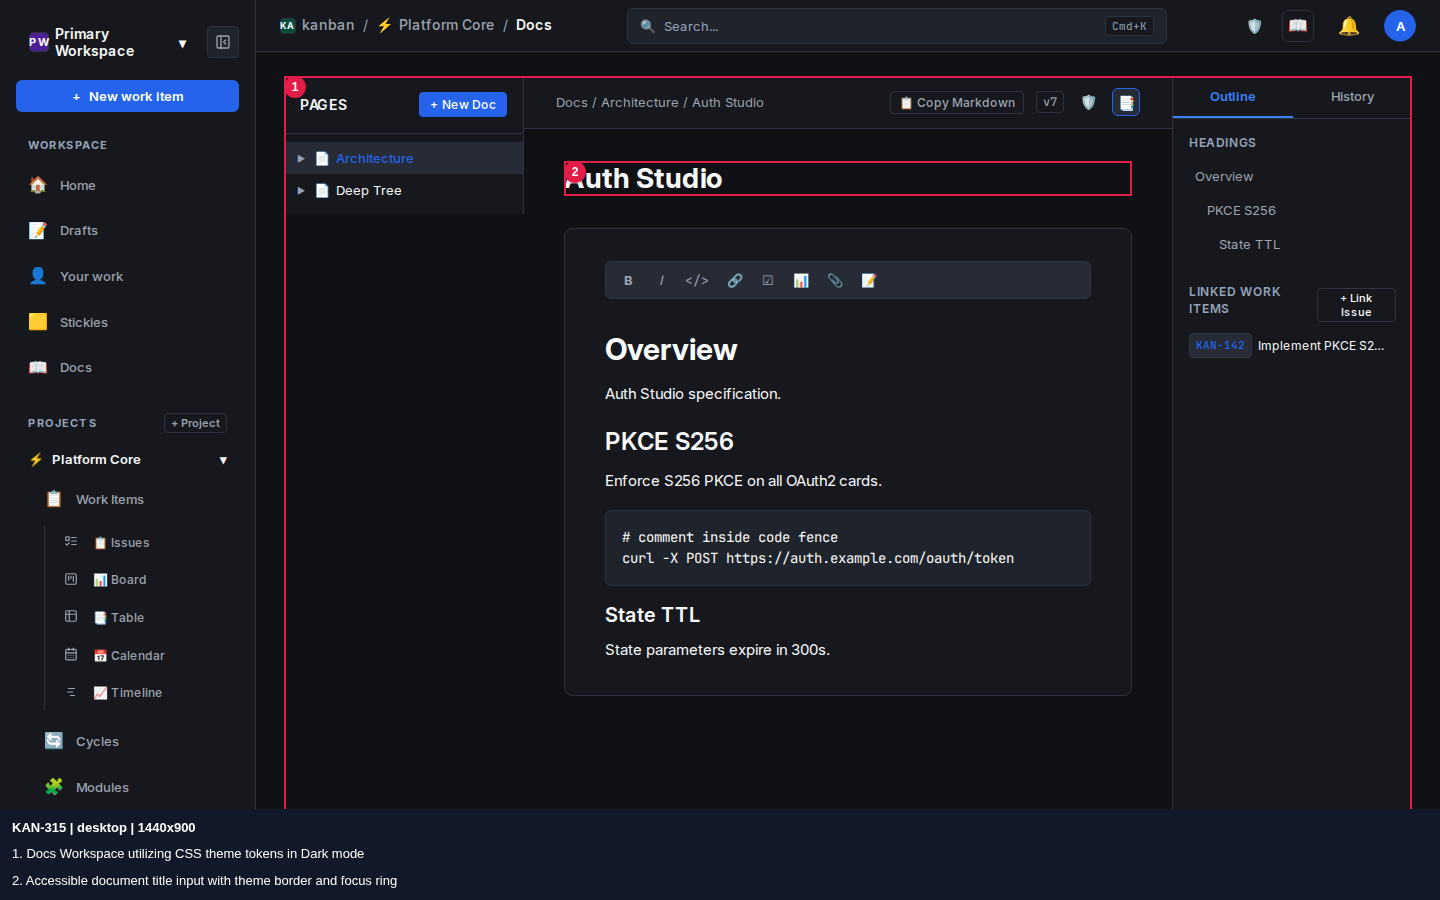 PW Primary Workspace ▼
+ New work item
WORKSPACE
Home
Drafts
Your work
Stickies
Docs
PROJECTS + Project
Platform Core ▼
Work Items
Issues
Board
Table
Calendar
Timeline
Cycles
Modules
KA kanban / Platform Core / Docs
Search... Cmd+K
A
1
PAGES + New Doc
Architecture
Deep Tree
Docs / Architecture / Auth Studio Copy Markdown v7
2
Auth Studio
B I </>
Overview
Auth Studio specification.
PKCE S256
Enforce S256 PKCE on all OAuth2 cards.
# comment inside code fence
curl -X POST https://auth.example.com/oauth/token
State TTL
State parameters expire in 300s.
Outline History
HEADINGS
Overview
PKCE S256
State TTL
LINKED WORK ITEMS + Link Issue
KAN-142 Implement PKCE S2...
KAN-315 | desktop | 1440x900
1. Docs Workspace utilizing CSS theme tokens in Dark mode
2. Accessible document title input with theme border and focus ring